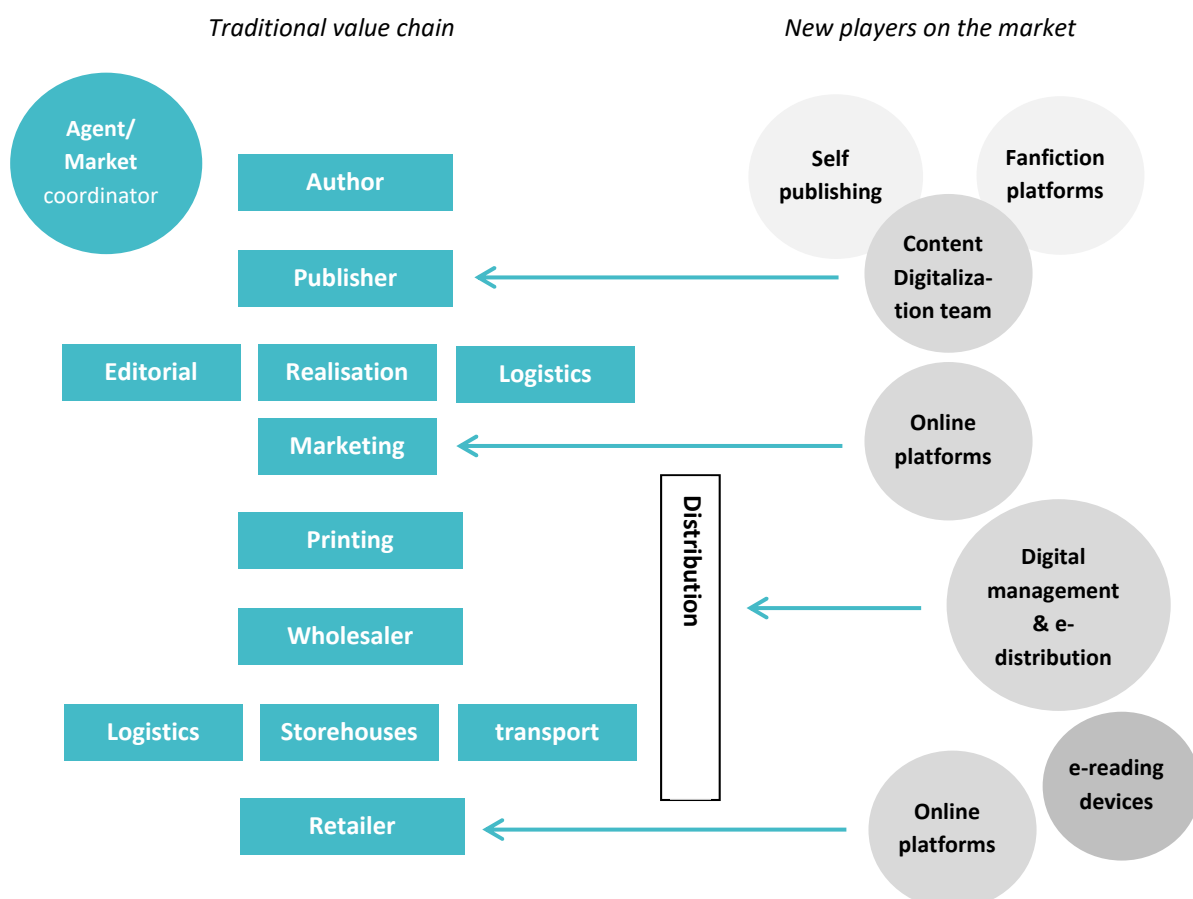 Traditional value chain
New players on the market
Agent/
Market
coordinator
Author
Self
publishing
Fanfiction
platforms
Publisher
Content
Digitaliza-
tion team
Editorial
Realisation
Logistics
Marketing
Online
platforms
Distribution
Printing
Digital
management
& e-
distribution
Wholesaler
Logistics
Storehouses
transport
e-reading
devices
Retailer
Online
platforms